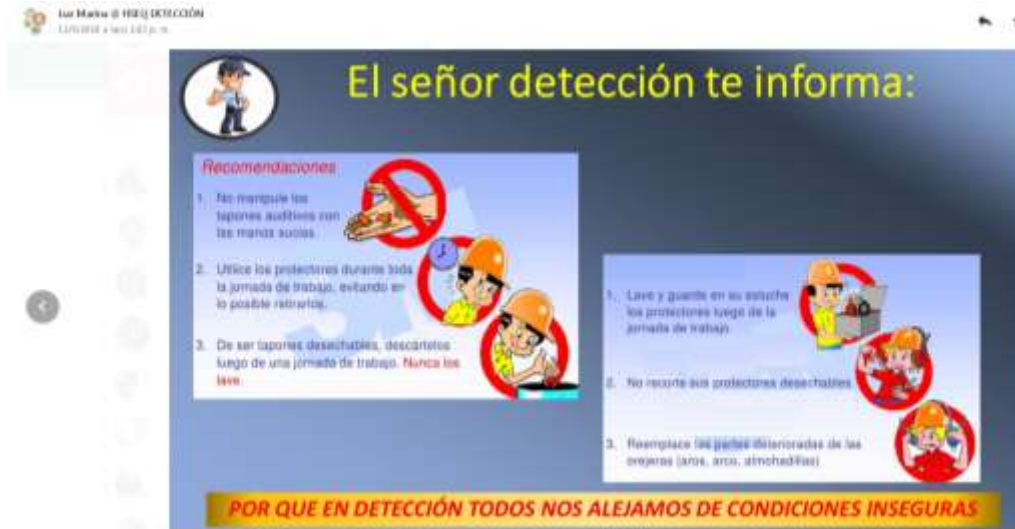 Luz Marina @ HSEQ DETECCIÓN
El señor detección te informa:
Recomendaciones
1. No manipule los
tapones auditivos con
las manos sucias.
2. Utilice los protectores durante toda
la jornada de trabajo, evitando en
lo posible retirarlos.
3. De ser tapones desechables, descártelos
luego de una jornada de trabajo. Nunca los
lave.
1. Lave y guarde en su estuche
los protectores luego de la
jornada de trabajo
2. No recorte sus protectores desechables
3. Reemplace las partes deterioradas de las
orejeras (aros, arco, almohadillas)
POR QUE EN DETECCIÓN TODOS NOS ALEJAMOS DE CONDICIONES INSEGURAS